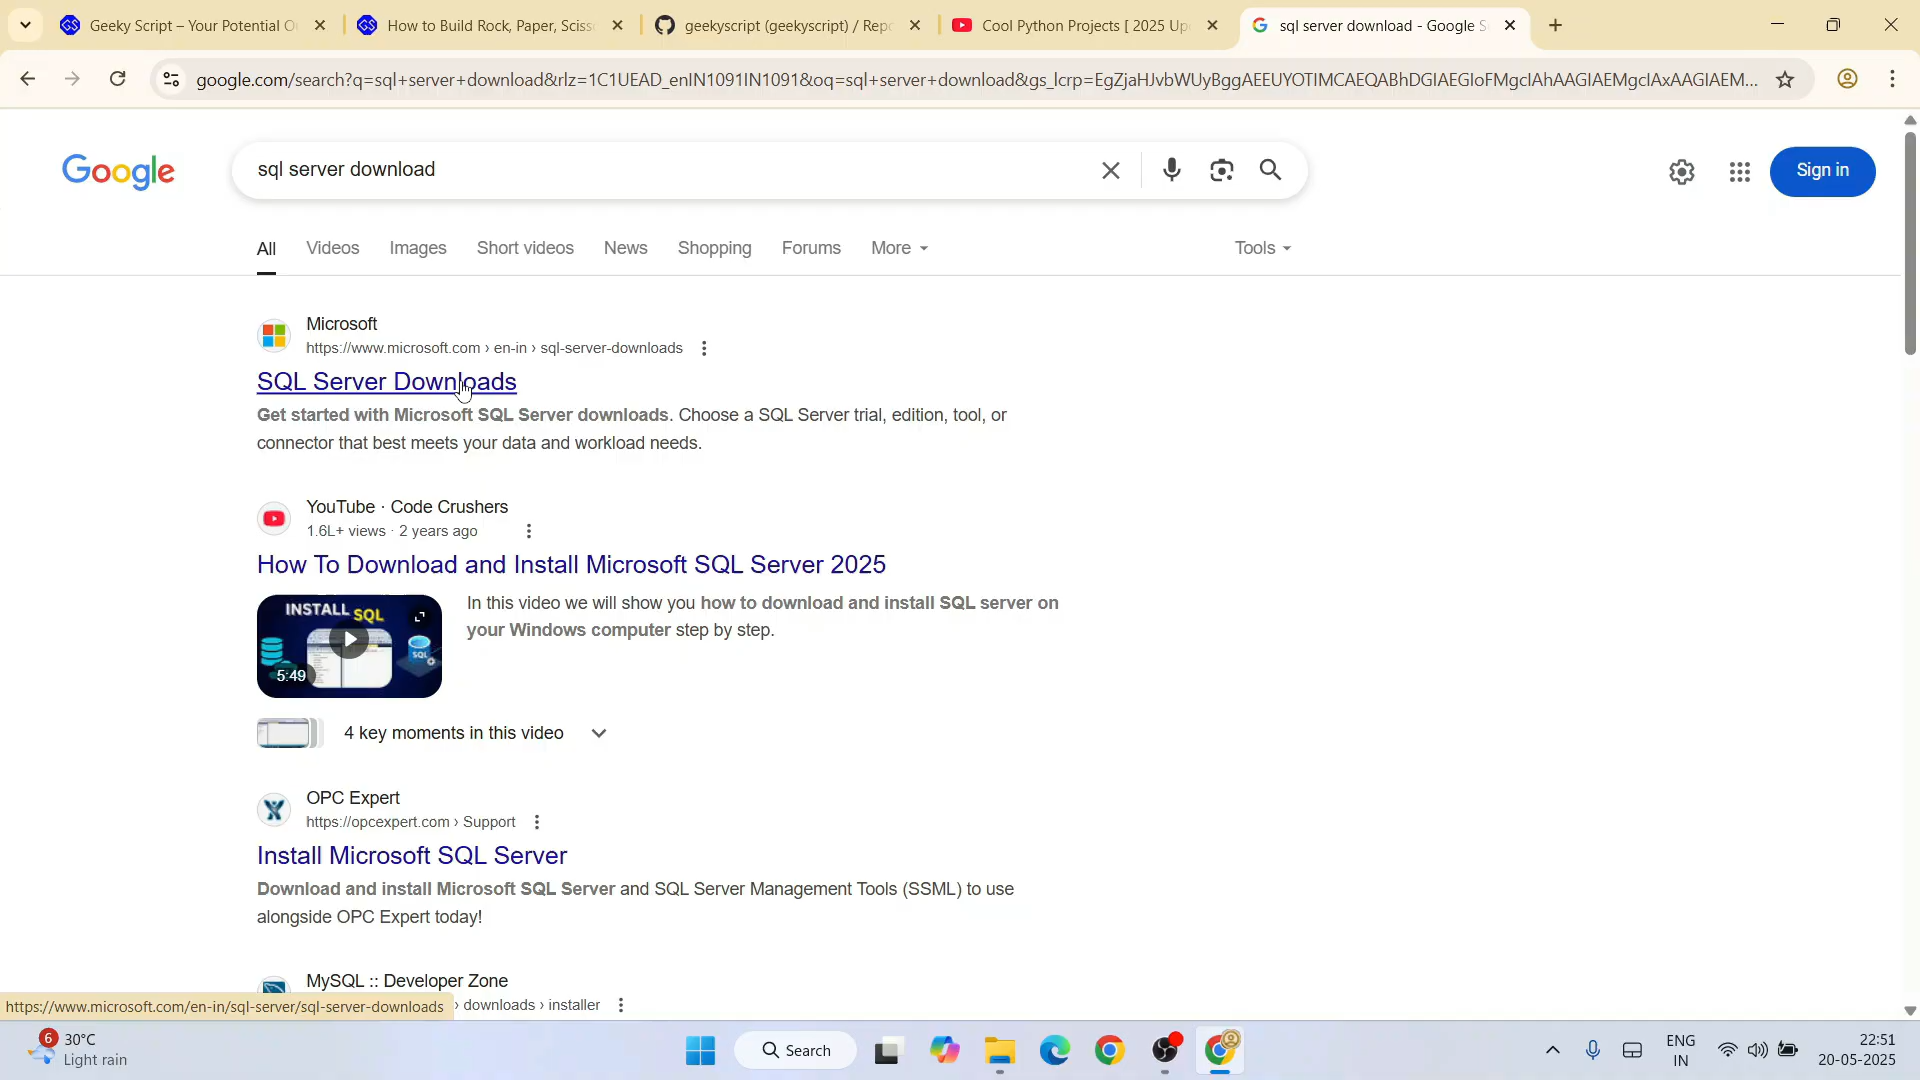 Geeky Script – Your Potential O
How to Build Rock, Paper, Scisso
geekyscript (geekyscript) / Repo
Cool Python Projects [ 2025 Up
sql server download - Google S
google.com/search?q=sql+server+download&rlz=1C1UEAD_enIN1091IN1091&oq=sql+server+download&gs_lcrp=EgZjaHJvbWUyBggAEEUYOTIMCAEQABhDGIAEGIoFMgcIAhAAGIAEMgcIAxAAGIAEM...
Google
sql server download
Sign in
All Videos Images Short videos News Shopping Forums More Tools
Microsoft
https://www.microsoft.com › en-in › sql-server-downloads
SQL Server Downloads
Get started with Microsoft SQL Server downloads. Choose a SQL Server trial, edition, tool, or
connector that best meets your data and workload needs.
YouTube · Code Crushers
1.6L+ views · 2 years ago
How To Download and Install Microsoft SQL Server 2025
INSTALL SQL
SQL
5:49
In this video we will show you how to download and install SQL server on
your Windows computer step by step.
4 key moments in this video
OPC Expert
https://opcexpert.com › Support
Install Microsoft SQL Server
Download and install Microsoft SQL Server and SQL Server Management Tools (SSML) to use
alongside OPC Expert today!
MySQL :: Developer Zone
› downloads › installer
https://www.microsoft.com/en-in/sql-server/sql-server-downloads
6
30°C
Light rain
Search
ENG
IN
22:51
20-05-2025